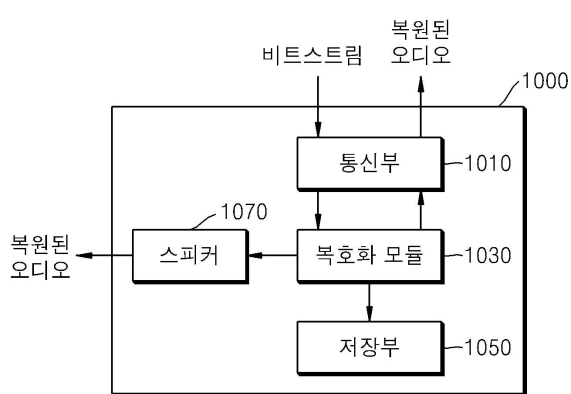 복원된
오디오
비트스트림
1000
통신부
1010
1070
복원된
오디오
스피커
복호화 모듈
1030
저장부
1050